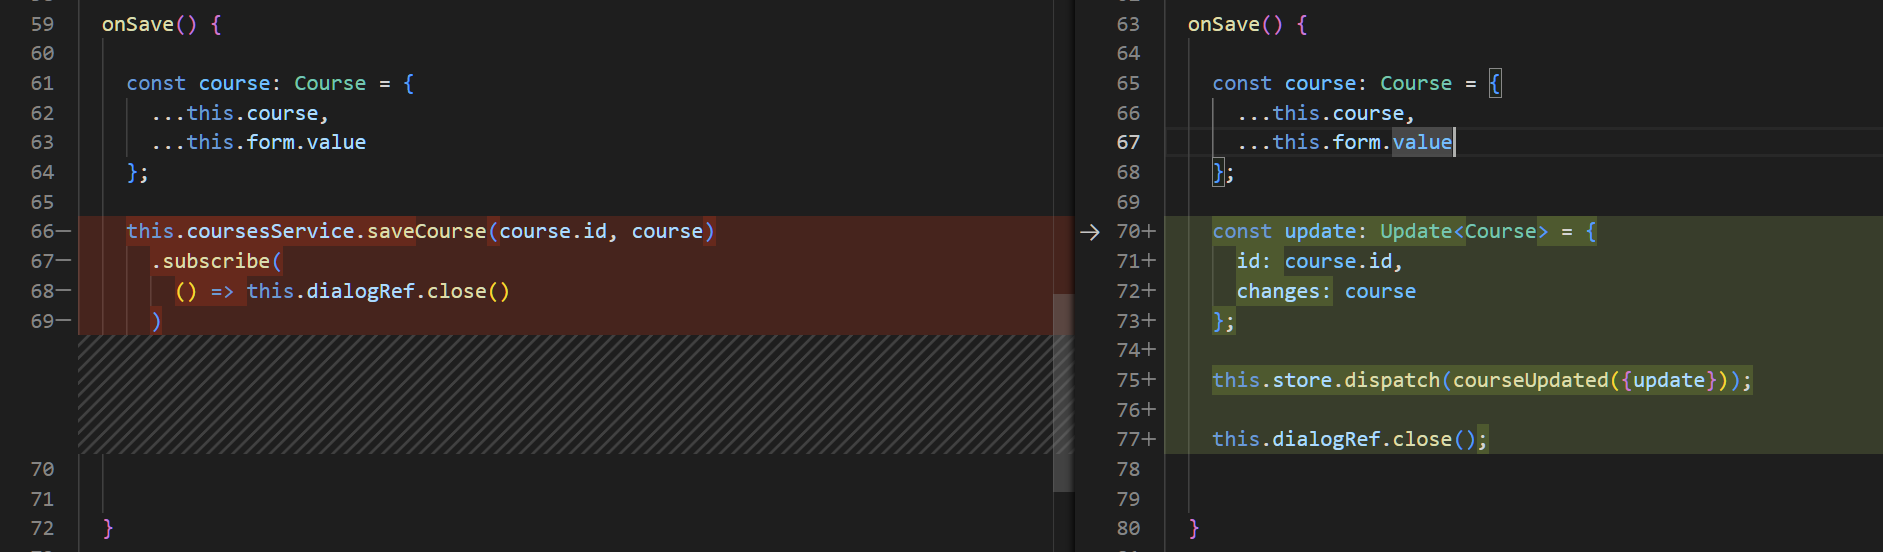 59 onSave() {
60
61 const course: Course = {
62 ...this.course,
63 ...this.form.value
64 };
65
66— this.coursesService.saveCourse(course.id, course)
67— .subscribe(
68— () => this.dialogRef.close()
69— )
70
71
72 }
63 onSave() {
64
65 const course: Course = {
66 ...this.course,
67 ...this.form.value
68 };
69
→ 70+ const update: Update<Course> = {
71+ id: course.id,
72+ changes: course
73+ };
74+
75+ this.store.dispatch(courseUpdated({update}));
76+
77+ this.dialogRef.close();
78
79
80 }